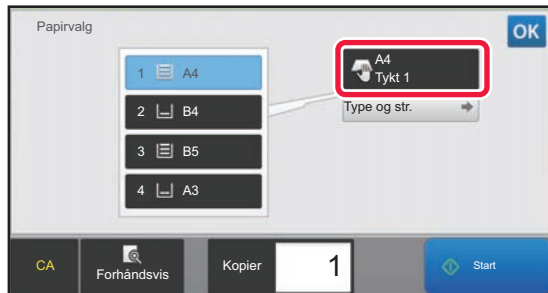 Papirvalg
OK
1 A4
2 B4
3 B5
4 A3
A4
Tykt 1
Type og str.
CA
Forhåndsvis
Kopier
1
Start